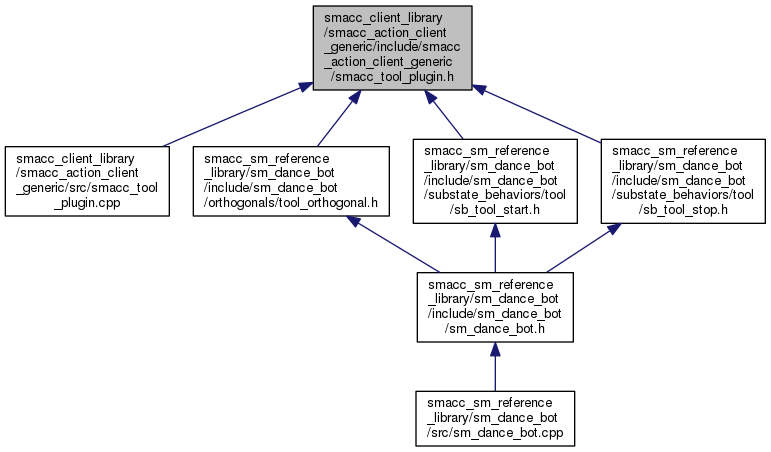 smacc_client_library
/smacc_action_client
_generic/include/smacc
_action_client_generic
/smacc_tool_plugin.h
smacc_client_library
/smacc_action_client
_generic/src/smacc_tool
_plugin.cpp
smacc_sm_reference
_library/sm_dance_bot
/include/sm_dance_bot
/orthogonals/tool_orthogonal.h
smacc_sm_reference
_library/sm_dance_bot
/include/sm_dance_bot
/substate_behaviors/tool
/sb_tool_start.h
smacc_sm_reference
_library/sm_dance_bot
/include/sm_dance_bot
/substate_behaviors/tool
/sb_tool_stop.h
smacc_sm_reference
_library/sm_dance_bot
/include/sm_dance_bot
/sm_dance_bot.h
smacc_sm_reference
_library/sm_dance_bot
/src/sm_dance_bot.cpp